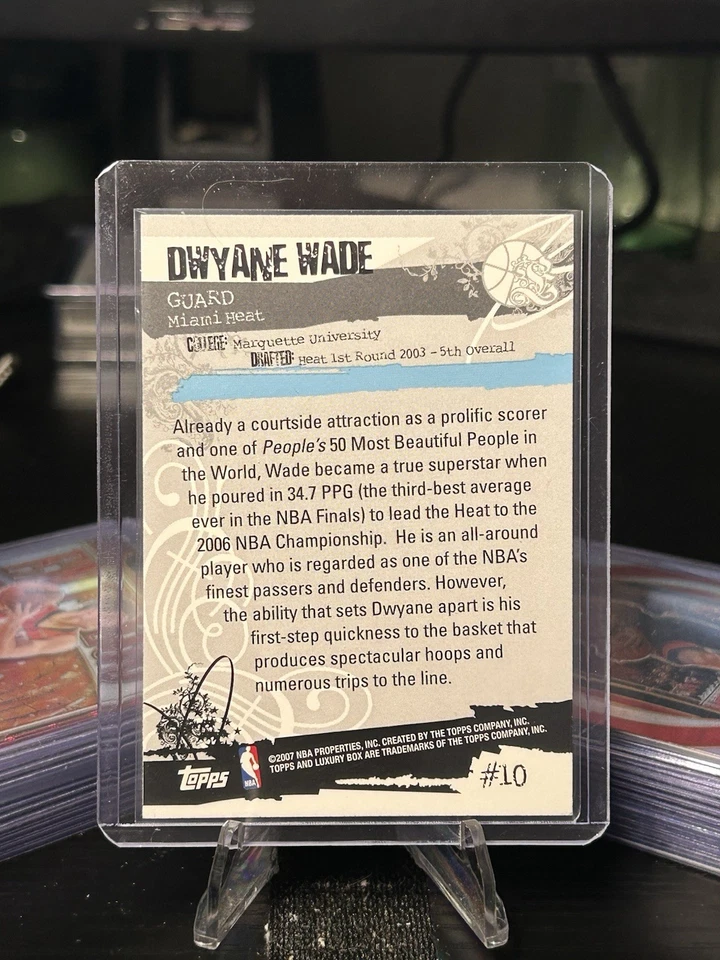 DWYANE WADE
GUARD
Miami Heat
COLLEGE: Marquette University
DRAFTED: Heat 1st Round 2003 - 5th Overall
Already a courtside attraction as a prolific scorer
and one of People's 50 Most Beautiful People in
the World, Wade became a true superstar when
he poured in 34.7 PPG (the third-best average
ever in the NBA Finals) to lead the Heat to the
2006 NBA Championship. He is an all-around
player who is regarded as one of the NBA's
finest passers and defenders. However,
the ability that sets Dwyane apart is his
first-step quickness to the basket that
produces spectacular hoops and
numerous trips to the line.
©2007 NBA PROPERTIES, INC. CREATED BY THE TOPPS COMPANY, INC.
TOPPS AND LUXURY BOX ARE TRADEMARKS OF THE TOPPS COMPANY, INC.
Topps
NBA
#10